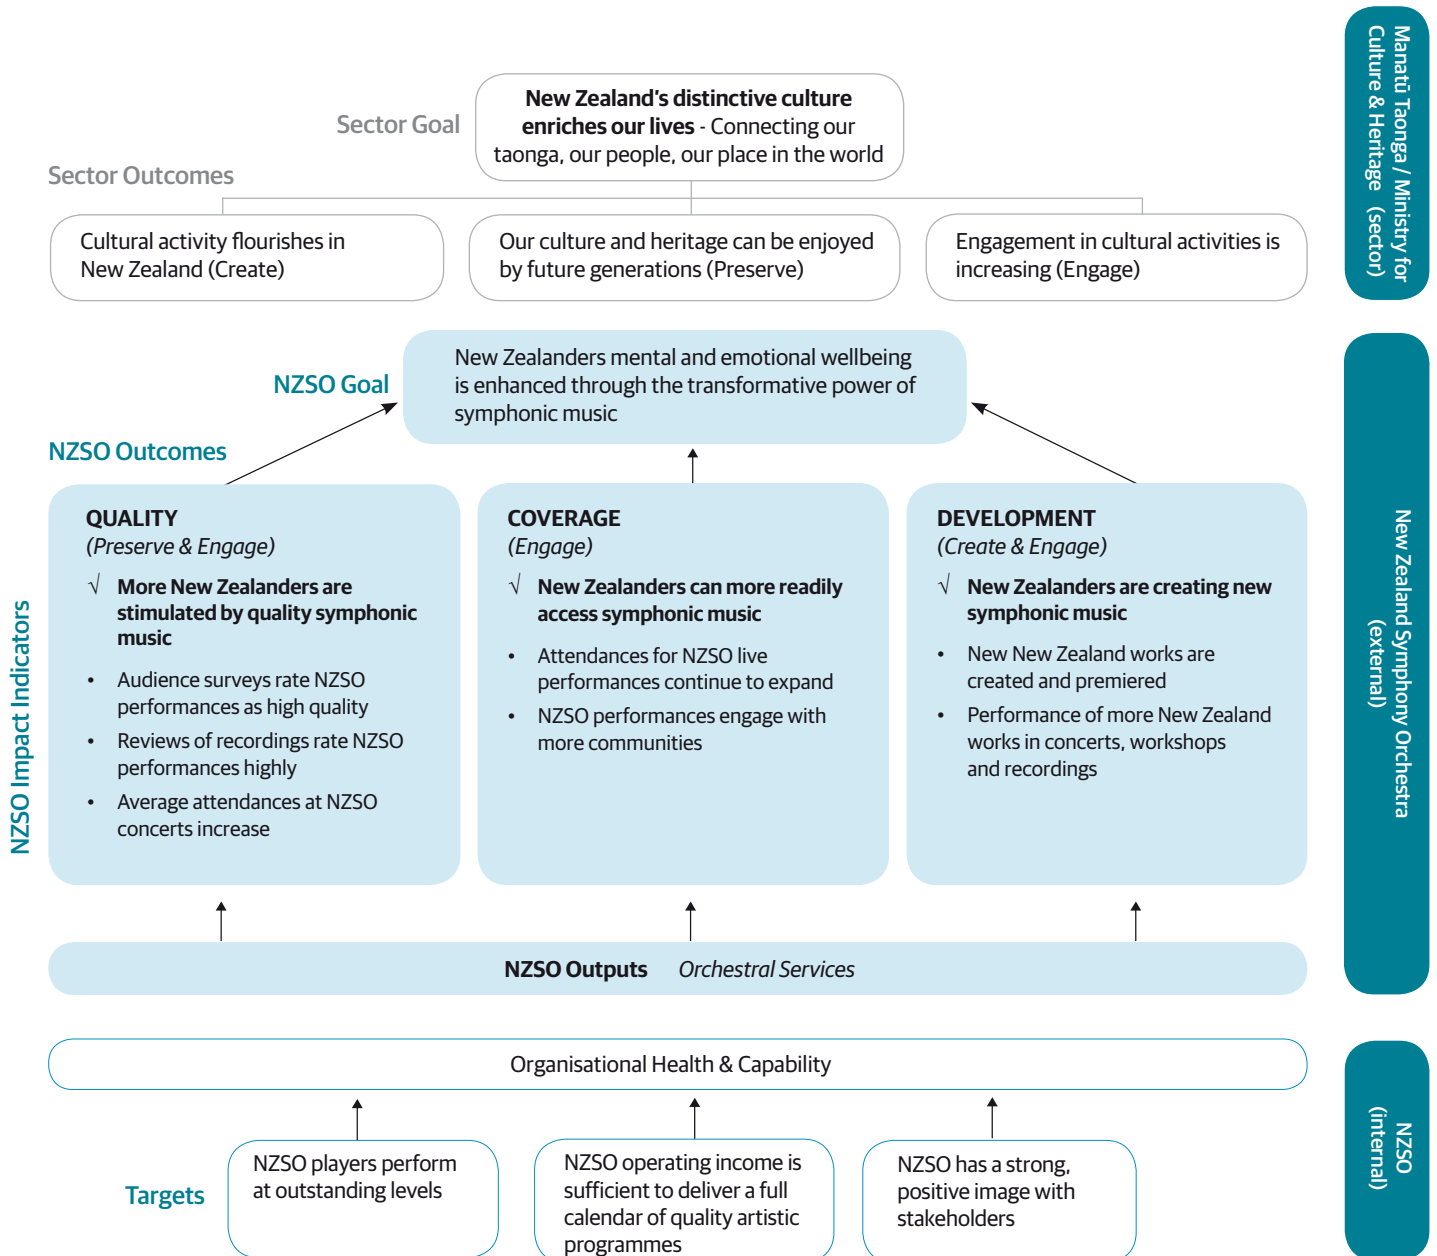 Manatū Taonga / Ministry for
Culture & Heritage (sector)
Sector Goal
New Zealand's distinctive culture
enriches our lives - Connecting our
taonga, our people, our place in the world
Sector Outcomes
Cultural activity flourishes in
New Zealand (Create)
Our culture and heritage can be enjoyed
by future generations (Preserve)
Engagement in cultural activities is
increasing (Engage)
New Zealand Symphony Orchestra
(external)
NZSO Goal
New Zealanders mental and emotional wellbeing
is enhanced through the transformative power of
symphonic music
NZSO Outcomes
NZSO Impact Indicators
QUALITY
(Preserve & Engage)
√ More New Zealanders are
stimulated by quality symphonic
music
• Audience surveys rate NZSO
performances as high quality
• Reviews of recordings rate NZSO
performances highly
• Average attendances at NZSO
concerts increase
COVERAGE
(Engage)
√ New Zealanders can more readily
access symphonic music
• Attendances for NZSO live
performances continue to expand
• NZSO performances engage with
more communities
DEVELOPMENT
(Create & Engage)
√ New Zealanders are creating new
symphonic music
• New New Zealand works are
created and premiered
• Performance of more New Zealand
works in concerts, workshops
and recordings
NZSO Outputs Orchestral Services
NZSO
(internal)
Organisational Health & Capability
Targets
NZSO players perform
at outstanding levels
NZSO operating income is
sufficient to deliver a full
calendar of quality artistic
programmes
NZSO has a strong,
positive image with
stakeholders